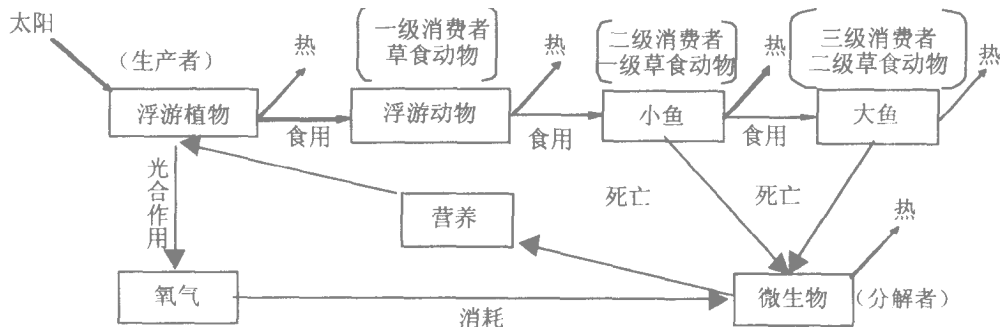 太阳
(生产者)
热
一级消费者
草食动物
热
二级消费者
一级草食动物
热
三级消费者
二级草食动物
热
浮游植物
食用
浮游动物
食用
小鱼
食用
大鱼
光合作用
营养
死亡
死亡
热
氧气
消耗
微生物
(分解者)